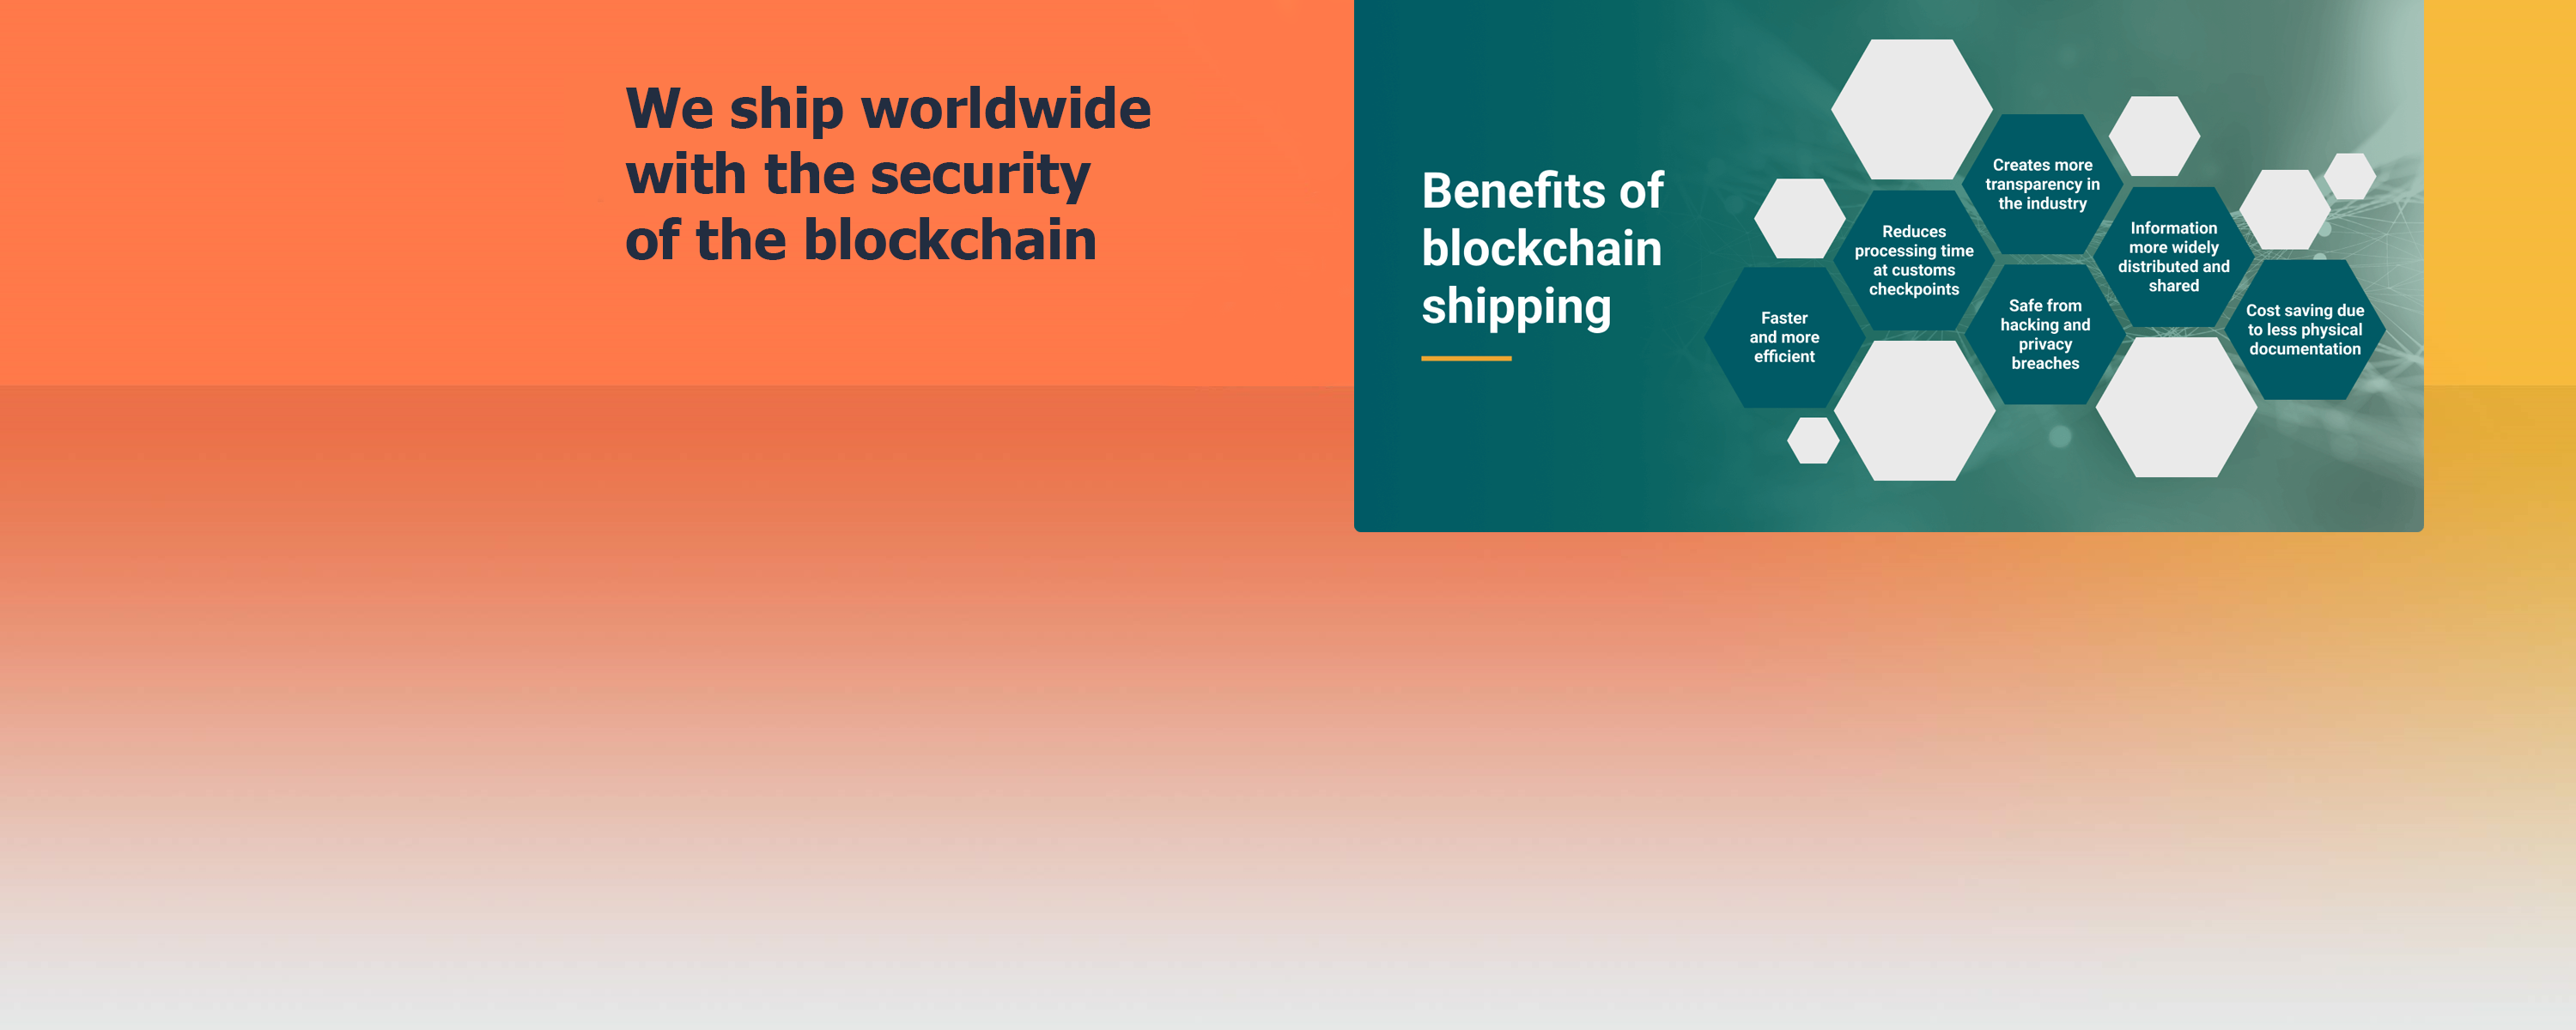 We ship worldwide
with the security
of the blockchain
Benefits of
blockchain
shipping
Creates more
transparency in
the industry
Reduces
processing time
at customs
checkpoints
Information
more widely
distributed and
shared
Faster
and more
efficient
Safe from
hacking and
privacy
breaches
Cost saving due
to less physical
documentation